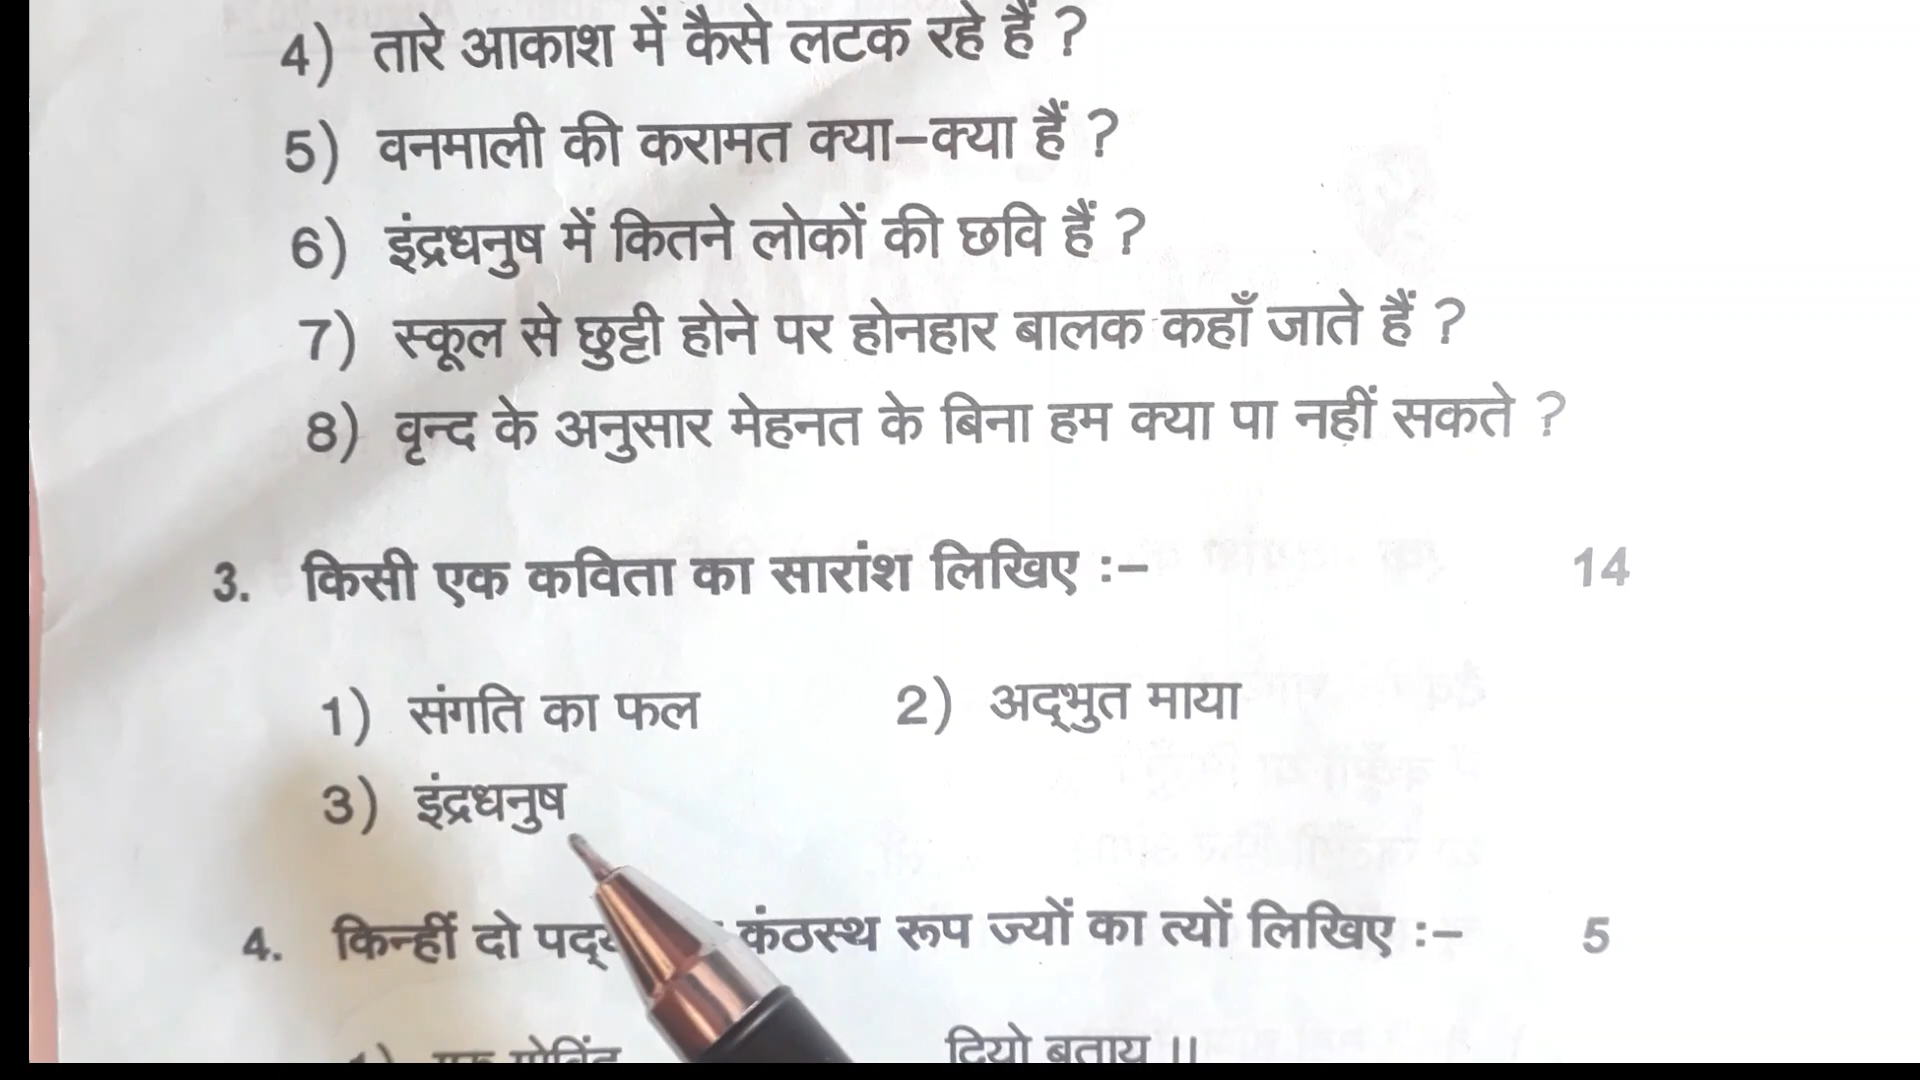 4) तारे आकाश में कैसे लटक रहे हैं ?
5) वनमाली की करामत क्या-क्या हैं ?
6) इंद्रधनुष में कितने लोकों की छवि हैं ?
7) स्कूल से छुट्टी होने पर होनहार बालक कहाँ जाते हैं ?
8) वृन्द के अनुसार मेहनत के बिना हम क्या पा नहीं सकते ?
3. किसी एक कविता का सारांश लिखिए :- 14
1) संगति का फल 2) अद्‌भुत माया
3) इंद्रधनुष
4. किन्हीं दो कंठस्थ रूप ज्यों का त्यों लिखिए :- 5
दियो बताय ||